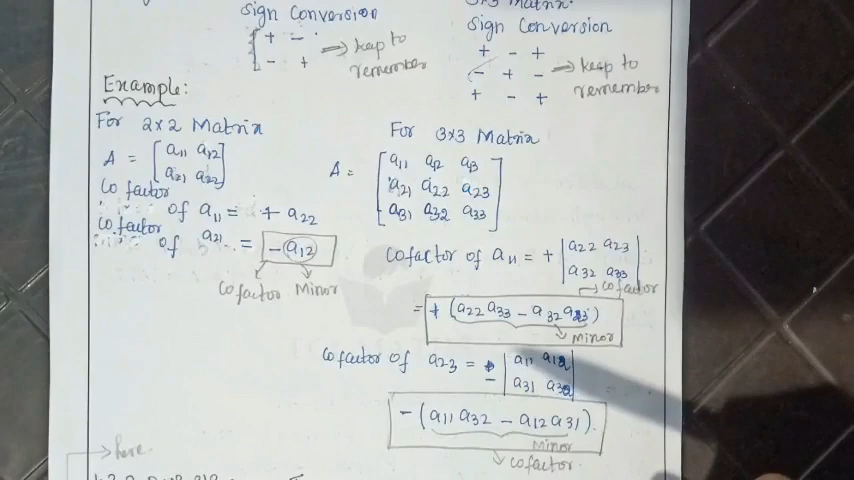 Sign Conversion
+ -
- +
⇒ keep to
remember
3x3 Matrix.
Sign Conversion
+ - +
- + -
+ - +
⇒ keep to
remember
Example:
For 2x2 Matrix
A = [a11 a12
a21 a22]
Cofactor
of a11 = + a22
Cofactor
of a21 = -a12
Cofactor Minor
For 3x3 Matrix
A = [a11 a12 a13
a21 a22 a23
a31 a32 a33]
Cofactor of a11 = + |a22 a23
a32 a33|
→ cofactor
= + (a22 a33 - a32 a23)
→ Minor
Cofactor of a23 = - |a11 a12
a31 a32|
- (a11 a32 - a12 a31).
Minor
→ cofactor
→ here.